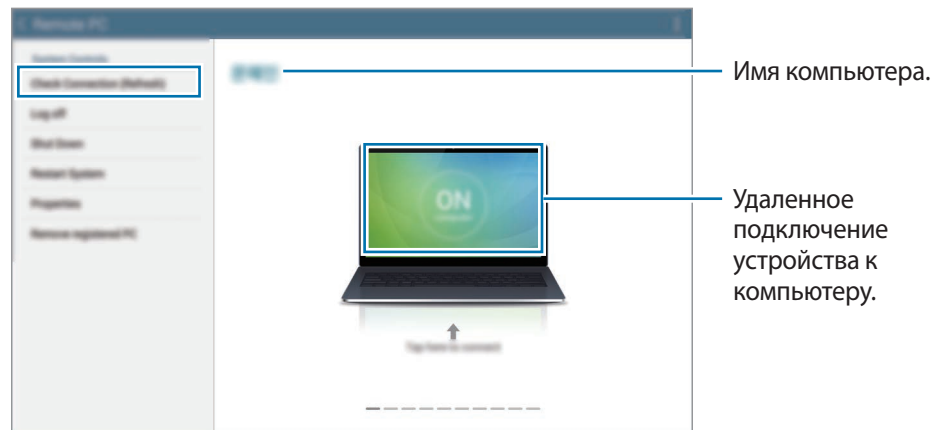 Remote PC
System Controls
Check Connection (Refresh)
Имя компьютера.
Log off
Shut Down
Restart System
Properties
Remove registered PC
ON
Удаленное
подключение
устройства к
компьютеру.
Tap here to connect